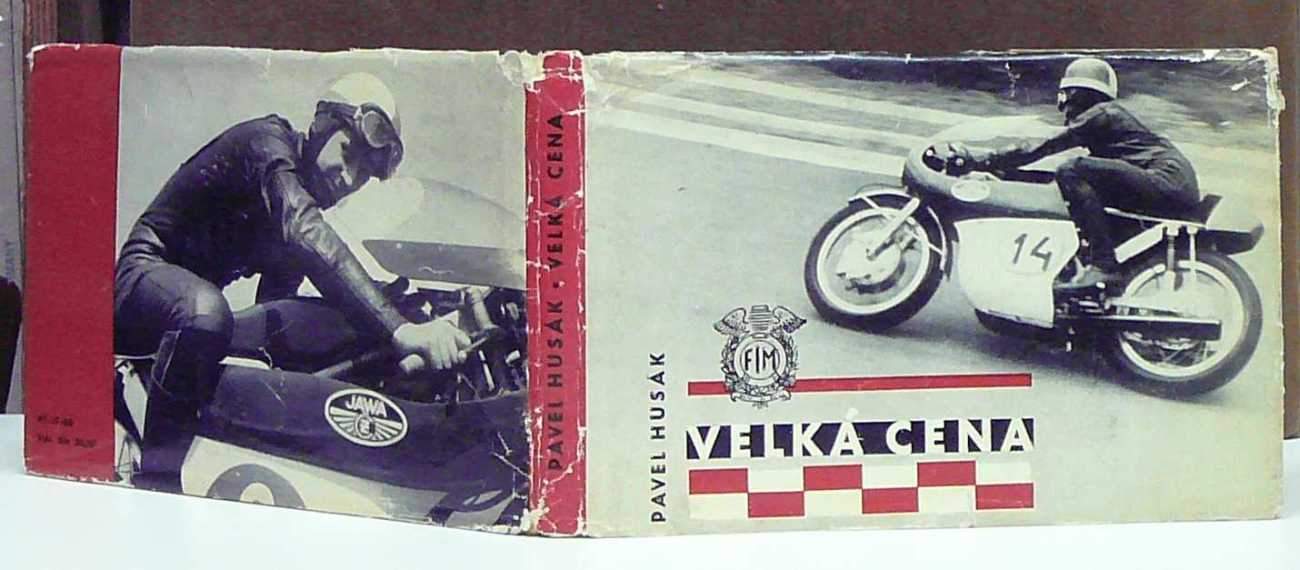 JAWA
PAVEL HUSÁK • VELKÁ CENA
14
FIM
PAVEL HUSÁK
VELKÁ CENA